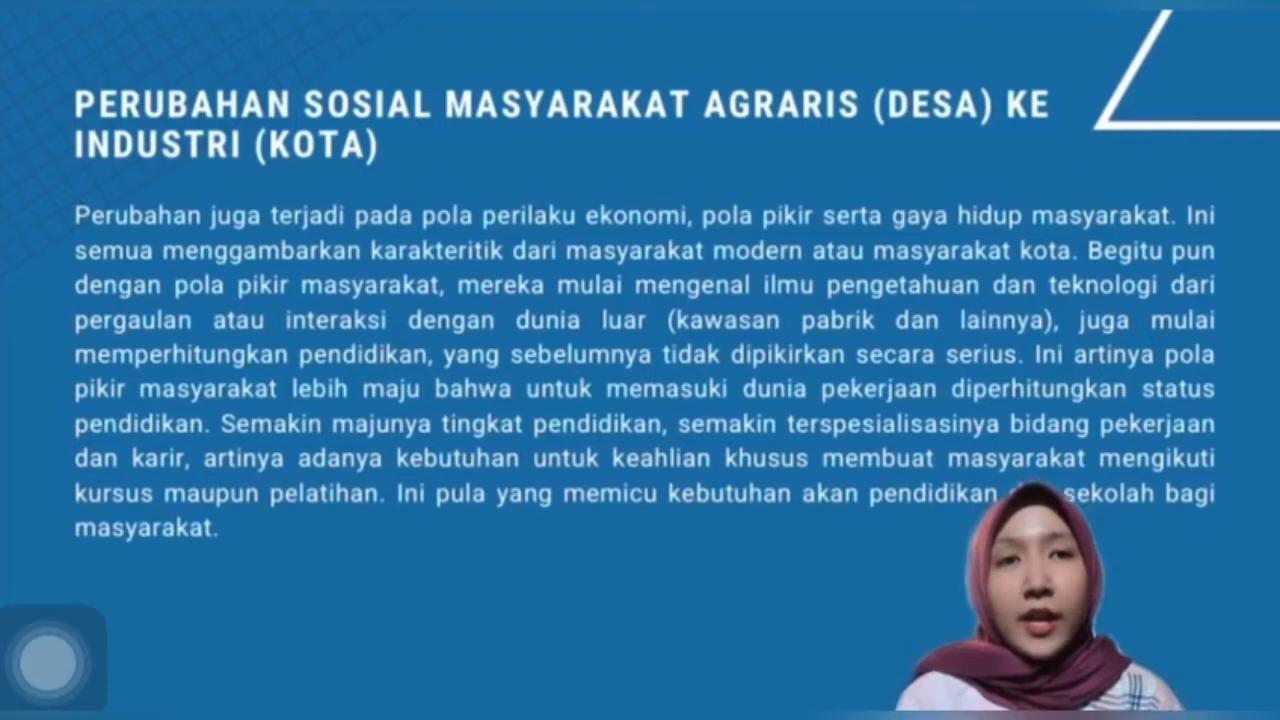 PERUBAHAN SOSIAL MASYARAKAT AGRARIS (DESA) KE
INDUSTRI (KOTA)
Perubahan juga terjadi pada pola perilaku ekonomi, pola pikir serta gaya hidup masyarakat. Ini
semua menggambarkan karakteritik dari masyarakat modern atau masyarakat kota. Begitu pun
dengan pola pikir masyarakat, mereka mulai mengenal ilmu pengetahuan dan teknologi dari
pergaulan atau interaksi dengan dunia luar (kawasan pabrik dan lainnya), juga mulai
memperhitungkan pendidikan, yang sebelumnya tidak dipikirkan secara serius. Ini artinya pola
pikir masyarakat lebih maju bahwa untuk memasuki dunia pekerjaan diperhitungkan status
pendidikan. Semakin majunya tingkat pendidikan, semakin terspesialisasinya bidang pekerjaan
dan karir, artinya adanya kebutuhan untuk keahlian khusus membuat masyarakat mengikuti
kursus maupun pelatihan. Ini pula yang memicu kebutuhan akan pendidikan sekolah bagi
masyarakat.